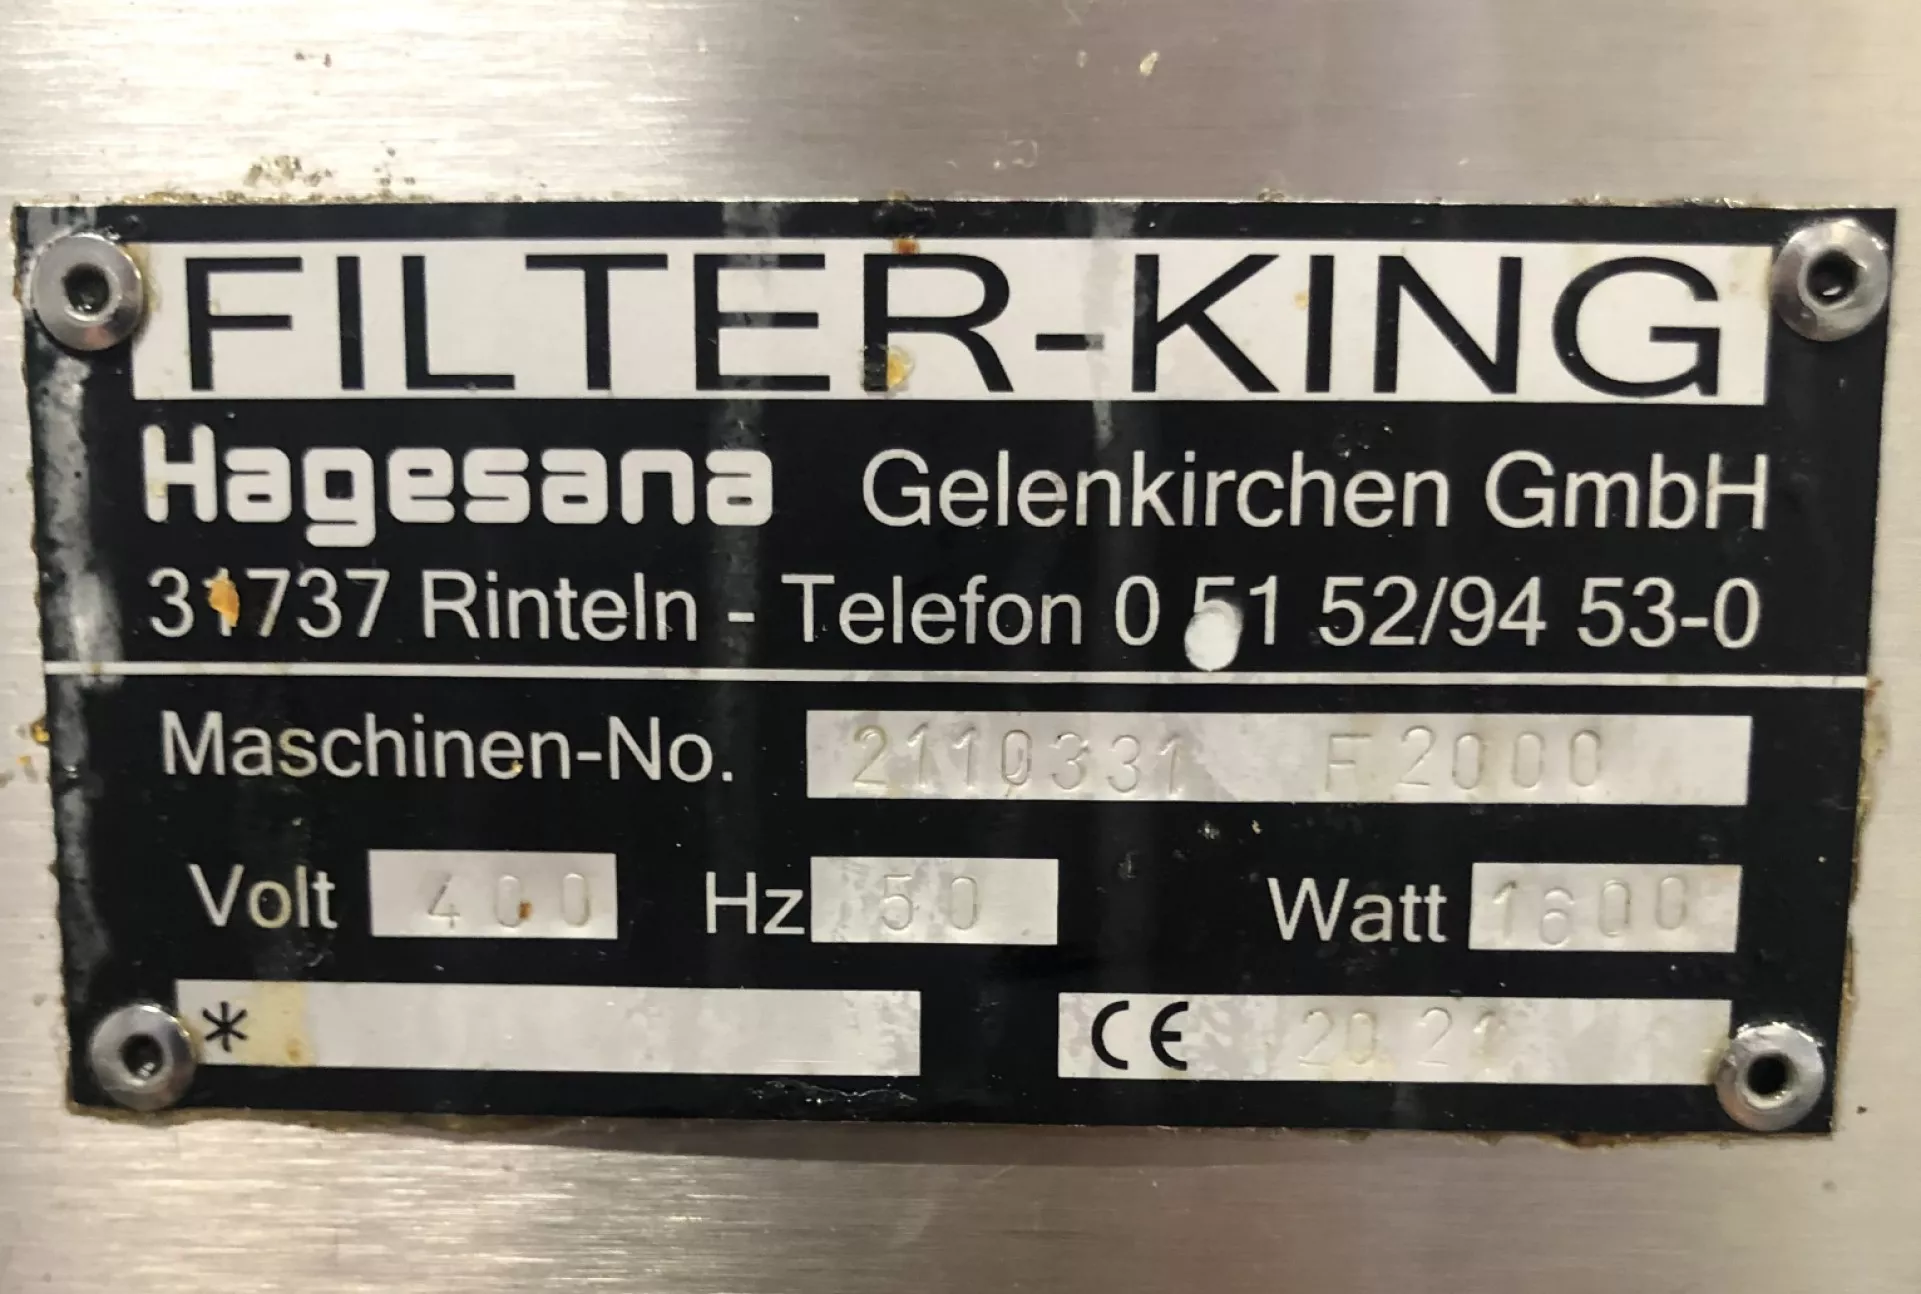 FILTER-KING
Hagesana Gelenkirchen GmbH
31737 Rinteln - Telefon 0 51 52/94 53-0
Maschinen-No. 2110331 F2000
Volt 400 Hz 50 Watt 1600
* CE 2021